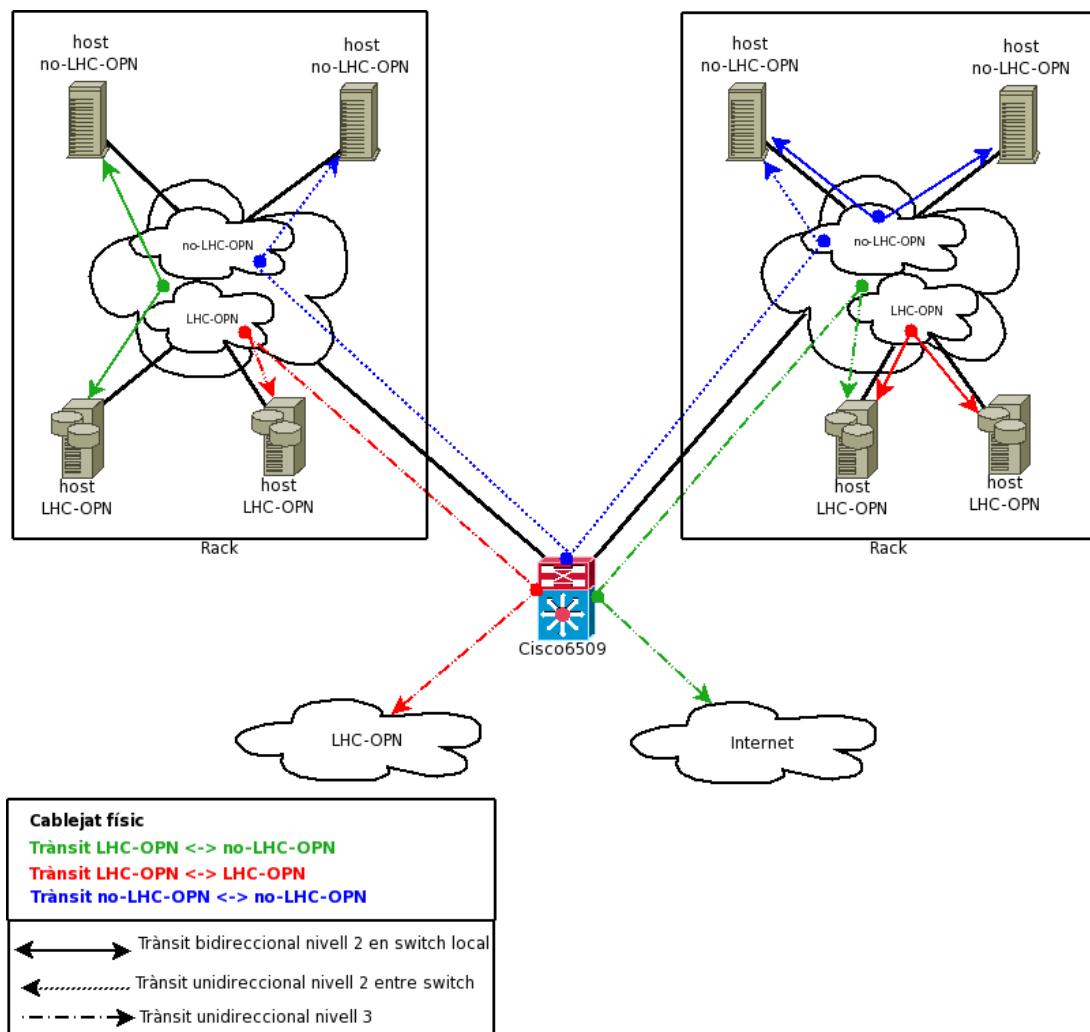 host
no-LHC-OPN
host
no-LHC-OPN
no-LHC-OPN
LHC-OPN
host
LHC-OPN
host
LHC-OPN
Rack
host
no-LHC-OPN
host
no-LHC-OPN
no-LHC-OPN
LHC-OPN
host
LHC-OPN
host
LHC-OPN
Rack
Cisco6509
LHC-OPN
Internet
Cablejat físic
Trànsit LHC-OPN <-> no-LHC-OPN
Trànsit LHC-OPN <-> LHC-OPN
Trànsit no-LHC-OPN <-> no-LHC-OPN
Trànsit bidireccional nivell 2 en switch local
Trànsit unidireccional nivell 2 entre switch
Trànsit unidireccional nivell 3